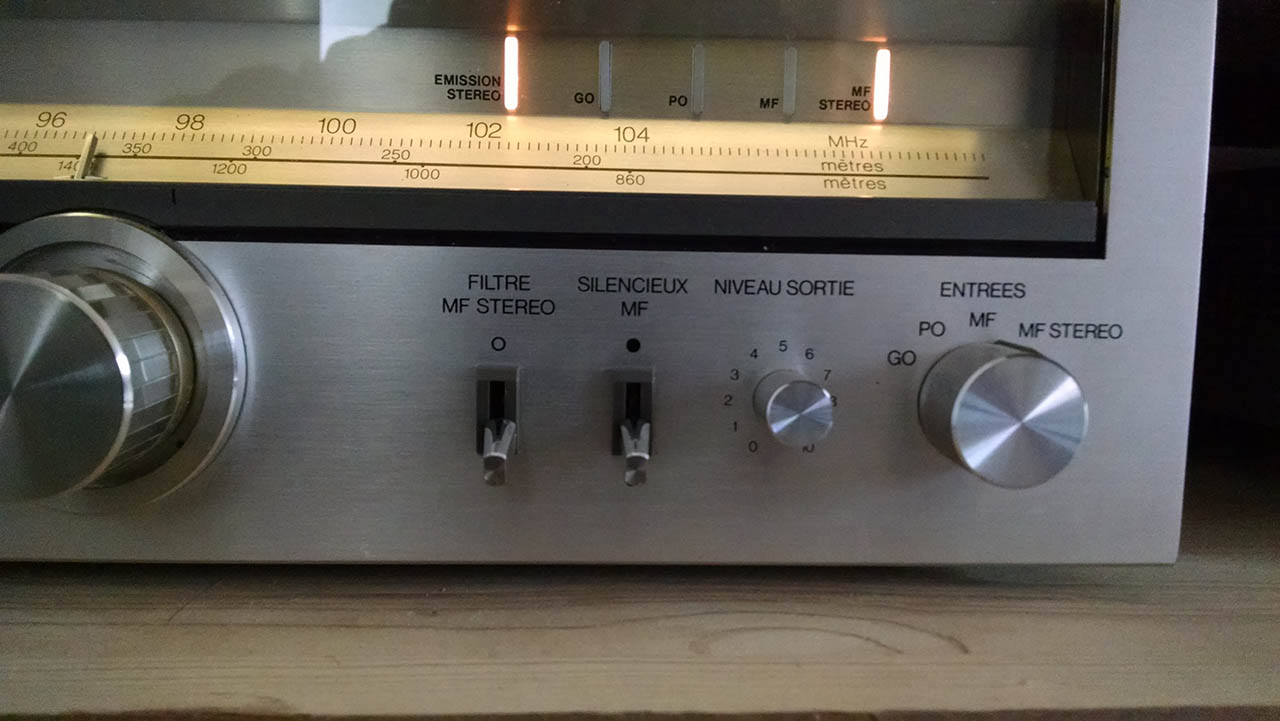 EMISSION
STEREO
GO
PO
MF
MF
STEREO
96 98 100 102 104 MHz
400 350 300 250 200 mêtres
1200 1000 860 mêtres
FILTRE
MF STEREO
SILENCIEUX
MF
NIVEAU SORTIE
0 1 2 3 4 5 6 7
ENTREES
GO PO MF MF STEREO